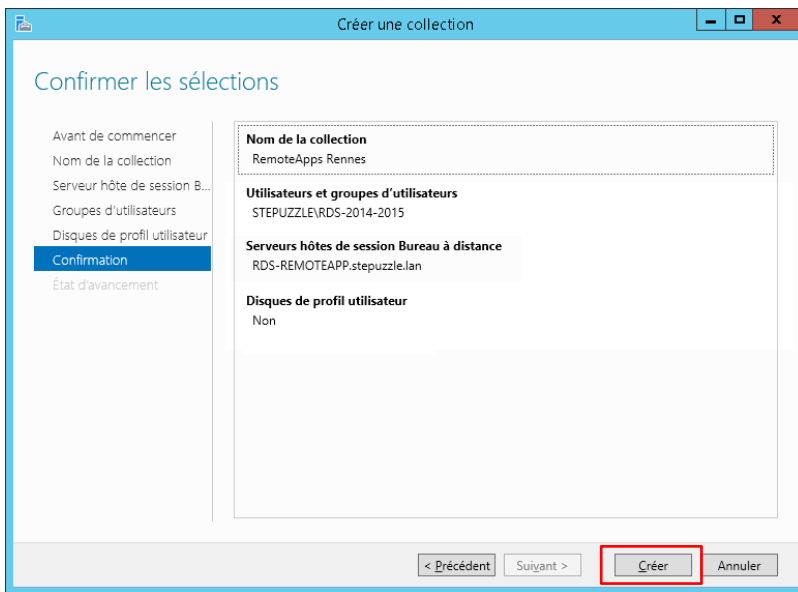 Créer une collection
Confirmer les sélections
Avant de commencer
Nom de la collection
Serveur hôte de session B...
Groupes d'utilisateurs
Disques de profil utilisateur
Confirmation
État d'avancement
Nom de la collection
RemoteApps Rennes
Utilisateurs et groupes d'utilisateurs
STEPUZZLE\RDS-2014-2015
Serveurs hôtes de session Bureau à distance
RDS-REMOTEAPP.stepuzzle.lan
Disques de profil utilisateur
Non
< Précédent Suivant > Créer Annuler